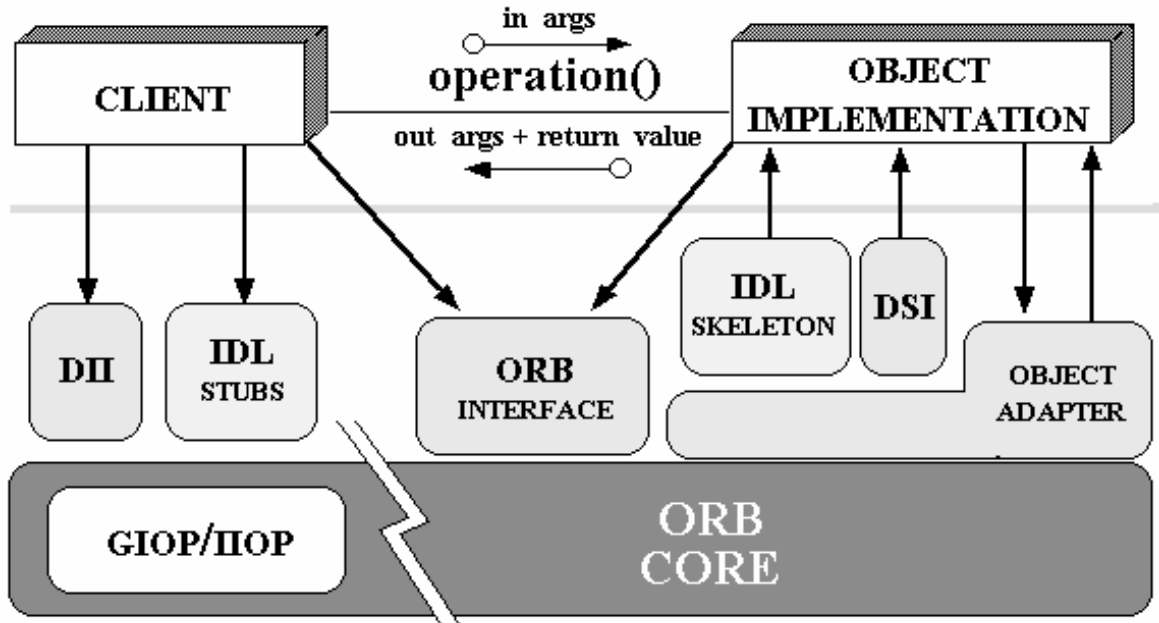 in args
operation()
out args + return value
CLIENT
OBJECT
IMPLEMENTATION
DII
IDL
STUBS
ORB
INTERFACE
IDL
SKELETON
DSI
OBJECT
ADAPTER
GIOP/IIOP
ORB
CORE